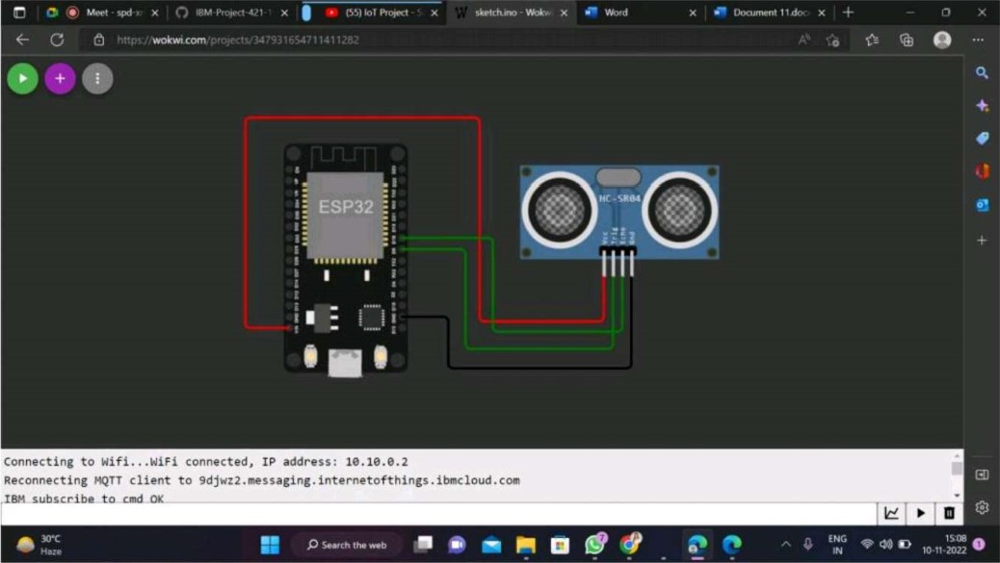 Meet - spd-x
IBM-Project-421-1
(55) IoT Project - S
sketch.ino - Wokwi
Word
Document 11.doc
https://wokwi.com/projects/347931654711411282
ESP32
HC-SR04
Vcc
Trig
Echo
Gnd
Connecting to Wifi...WiFi connected, IP address: 10.10.0.2
Reconnecting MQTT client to 9djwz2.messaging.internetofthings.ibmcloud.com
IBM subscribe to cmd OK
30°C
Haze
Search the web
7
ENG
IN
15:08
10-11-2022
1